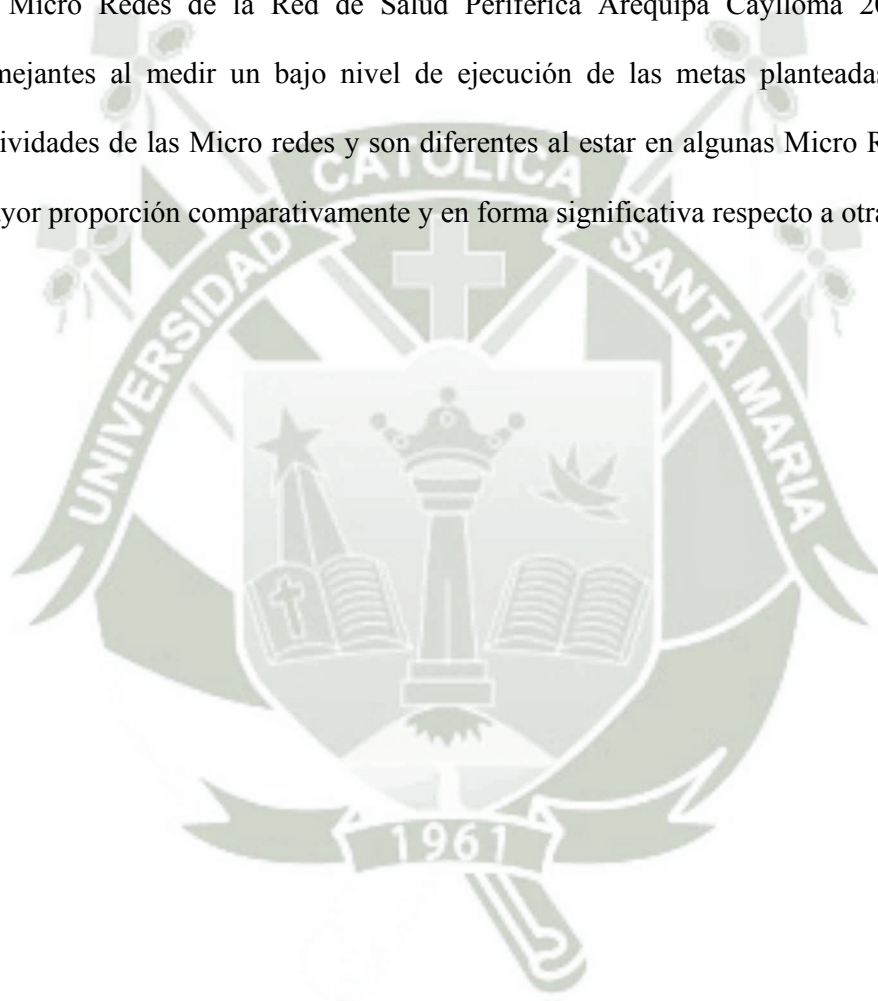 Micro Redes de la Red de Salud Periférica Arequipa Caylloma 20
mejantes al medir un bajo nivel de ejecución de las metas planteadas
ividades de las Micro redes y son diferentes al estar en algunas Micro R
yor proporción comparativamente y en forma significativa respecto a otra
UNIVERSIDAD CATOLICA SANTA MARIA
1961